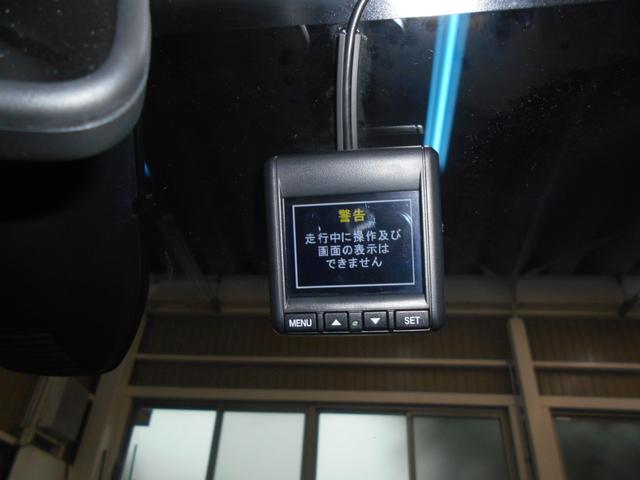 警告
走行中に操作及び
画面の表示は
できません
MENU ▲ ▼ SET